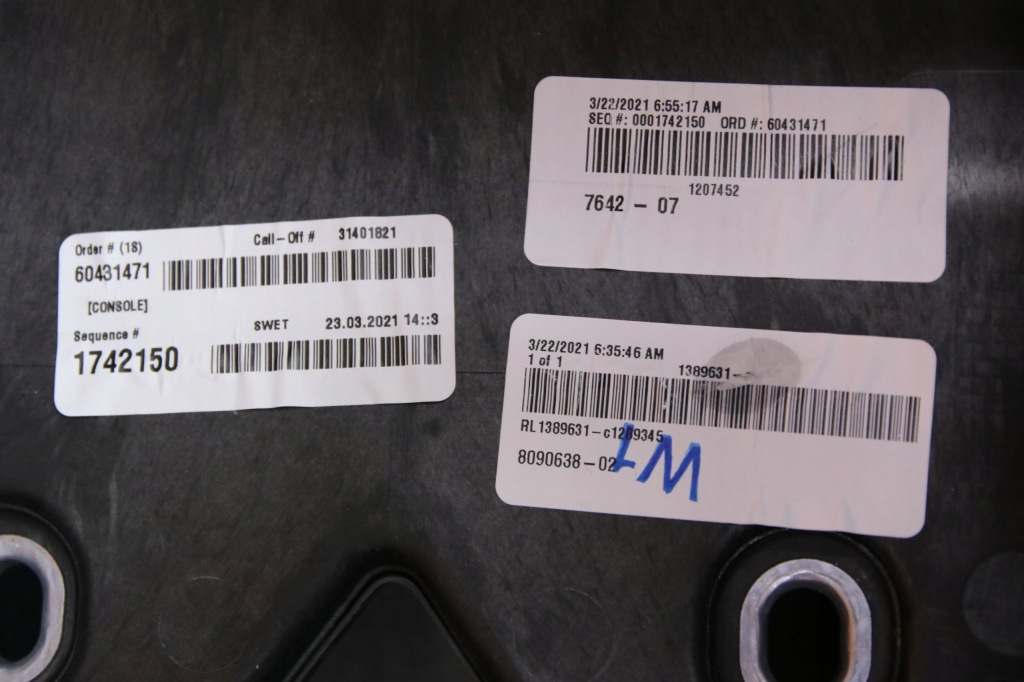 3/22/2021 6:55:17 AM
SEQ #: 0001742150 ORD #: 60431471
1207452
7642 - 07
Order # (1S) Call-Off # 31401821
60431471
[CONSOLE]
Sequence # SWET 23.03.2021 14::3
1742150
3/22/2021 6:35:46 AM
1 of 1 1389631-
RL1389631-c1289345
8090638-02